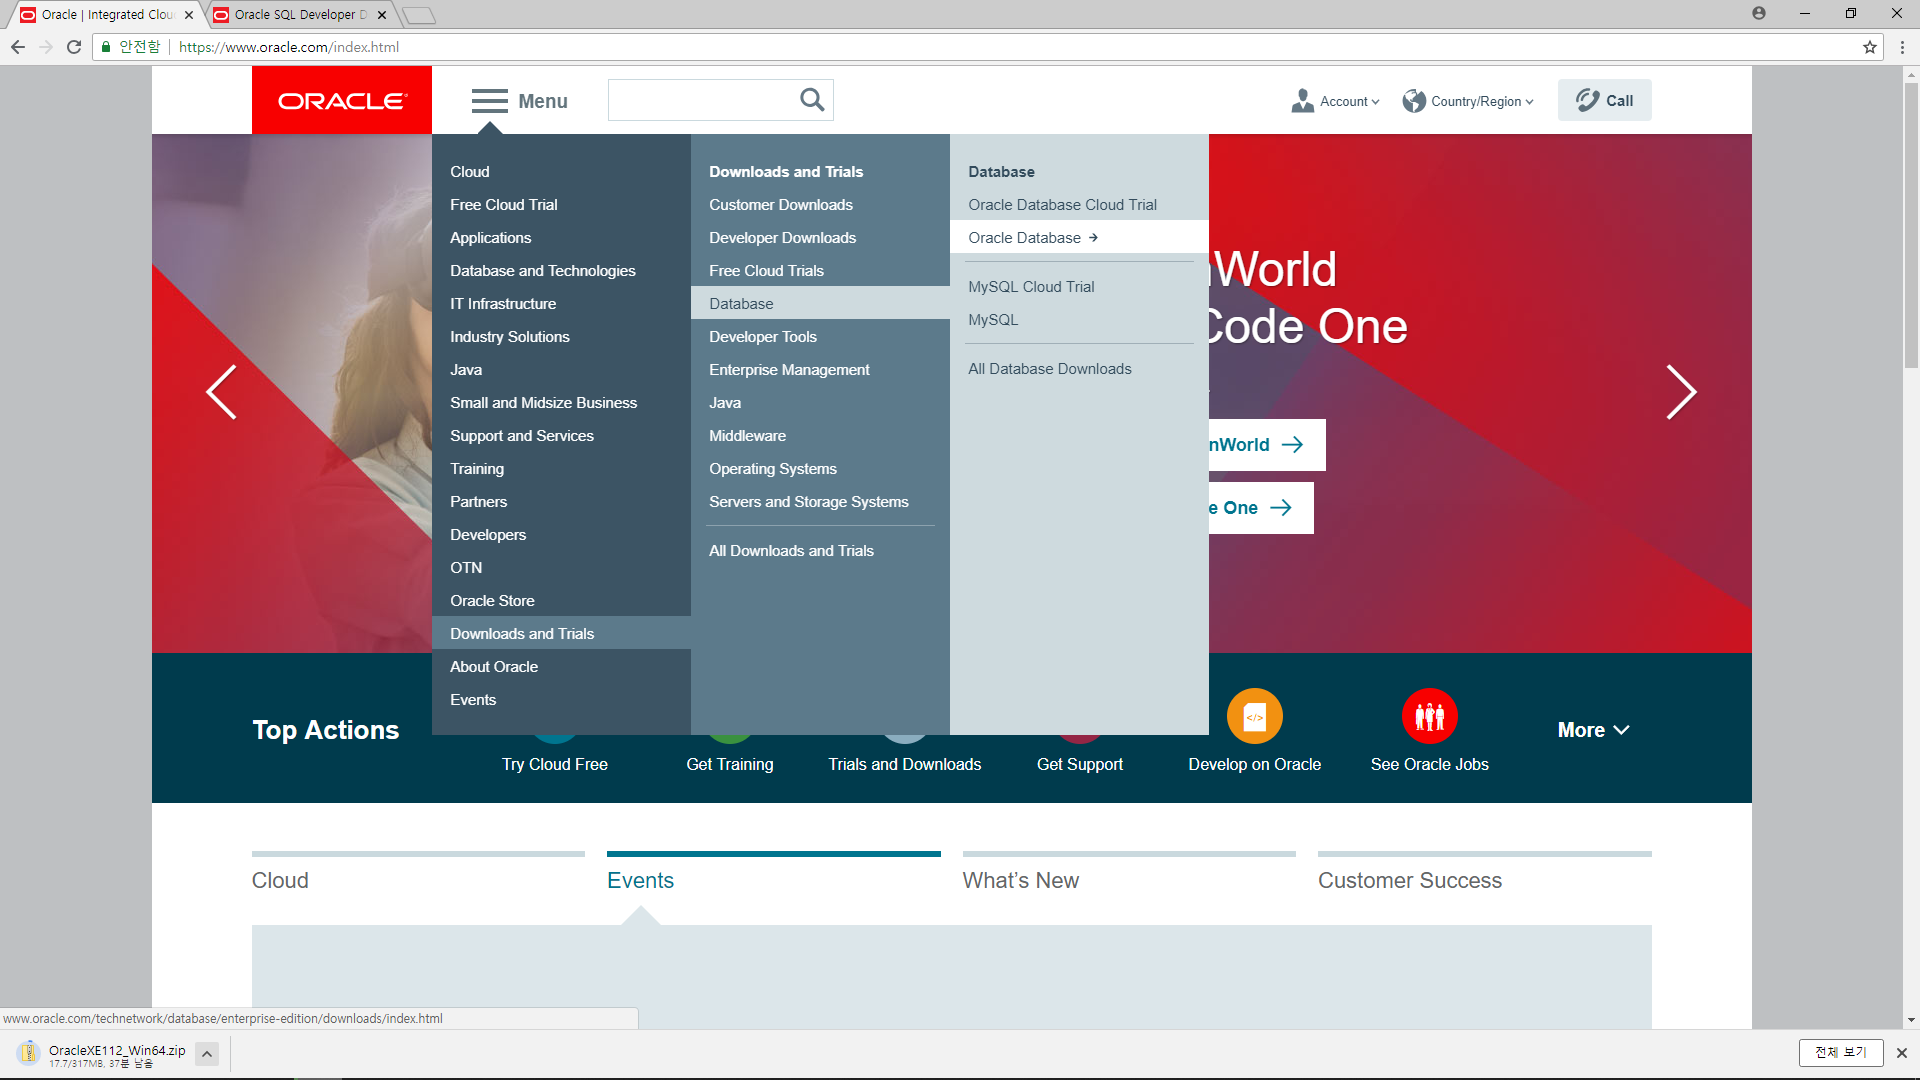 Oracle | Integrated Clou
Oracle SQL Developer D
안전함
https://www.oracle.com/index.html
ORACLE
Menu
Account
Country/Region
Call
Cloud
Free Cloud Trial
Applications
Database and Technologies
IT Infrastructure
Industry Solutions
Java
Small and Midsize Business
Support and Services
Training
Partners
Developers
OTN
Oracle Store
Downloads and Trials
About Oracle
Events
Downloads and Trials
Customer Downloads
Developer Downloads
Free Cloud Trials
Database
Developer Tools
Enterprise Management
Java
Middleware
Operating Systems
Servers and Storage Systems
All Downloads and Trials
Database
Oracle Database Cloud Trial
Oracle Database →
MySQL Cloud Trial
MySQL
All Database Downloads
nWorld
Code One
nWorld
e One
Top Actions
Try Cloud Free
Get Training
Trials and Downloads
Get Support
Develop on Oracle
See Oracle Jobs
More
Cloud
Events
What's New
Customer Success
www.oracle.com/technetwork/database/enterprise-edition/downloads/index.html
OracleXE112_Win64.zip
17.7/317MB, 37분 남음
전체 보기